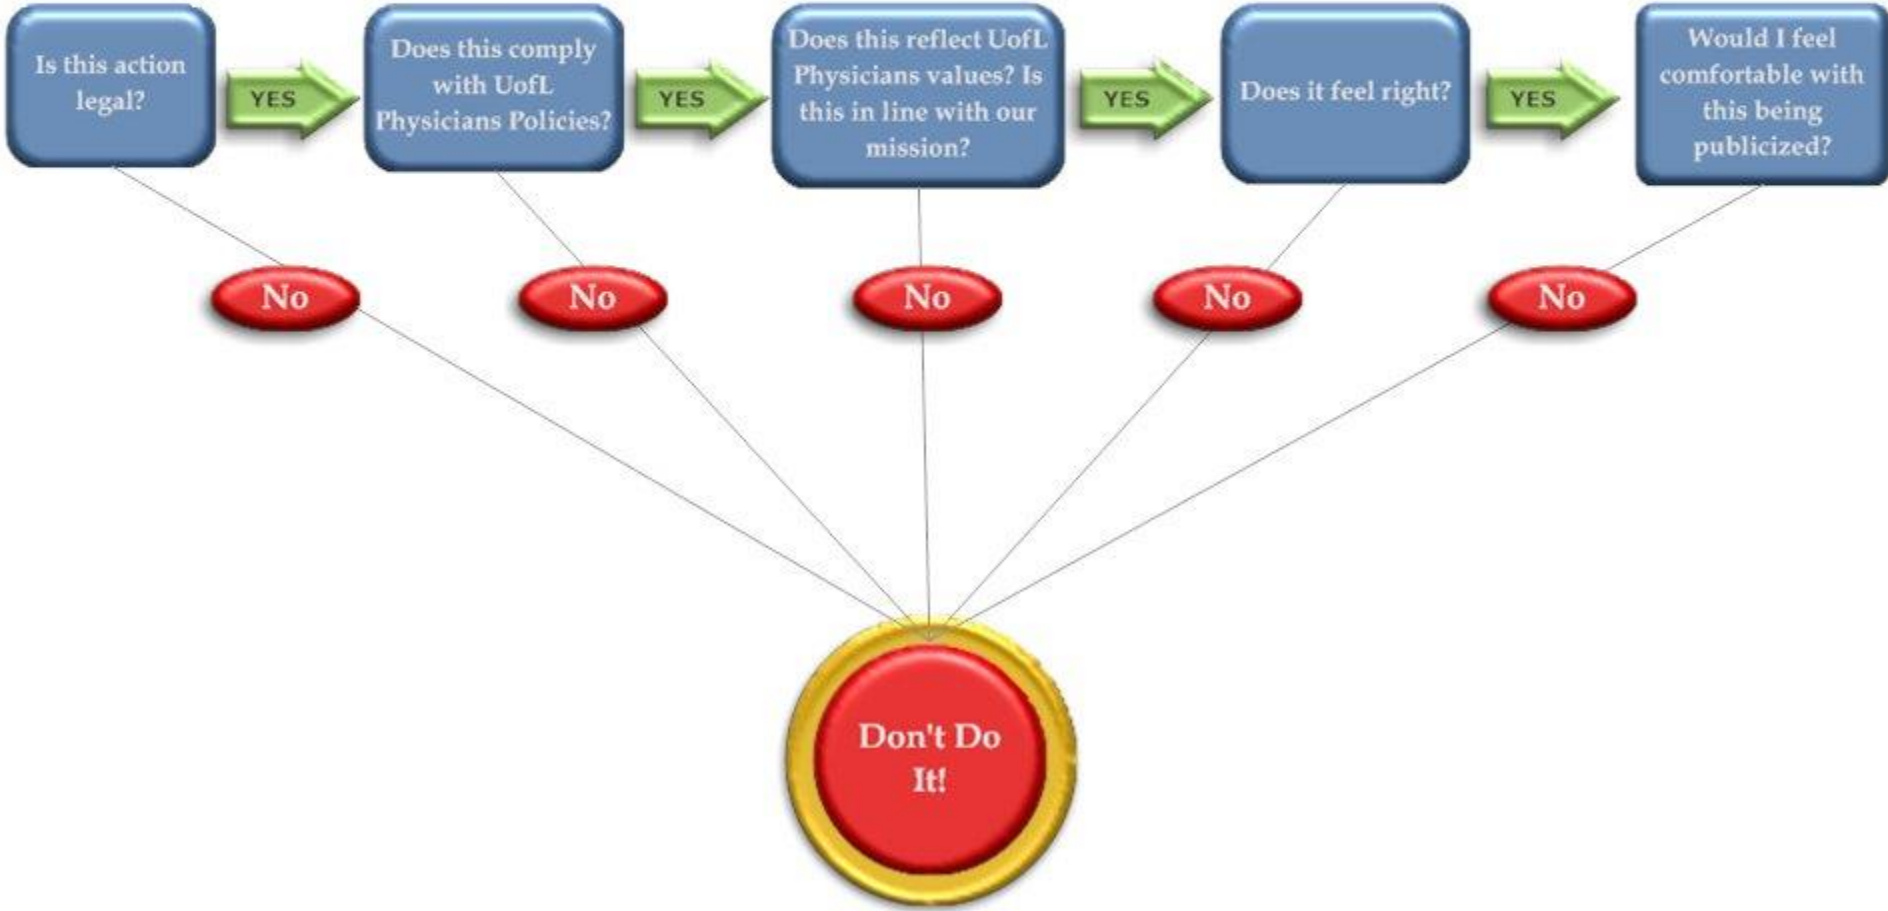 Is this action
legal?
YES
Does this comply
with UofL
Physicians Policies?
YES
Does this reflect UofL
Physicians values? Is
this in line with our
mission?
YES
Does it feel right?
YES
Would I feel
comfortable with
this being
publicized?
No
No
No
No
No
Don't Do
It!